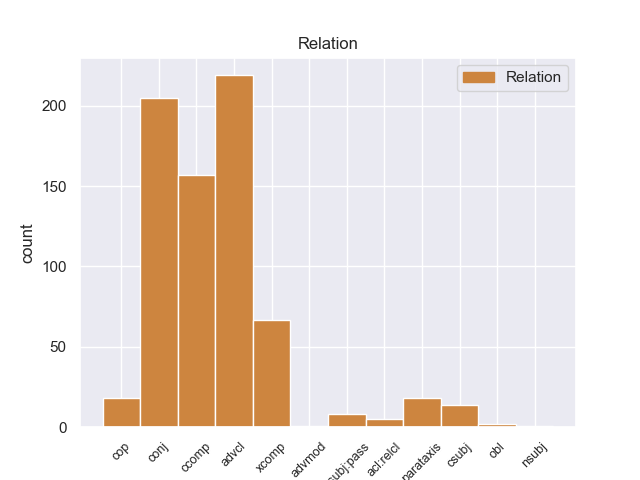 Relation
Relation
count
200
150
100
50
0
cop
conj
ccomp
advcl
xcomp
advmod
subj:pass
acl:relcl
parataxis
csubj
obl
nsubj